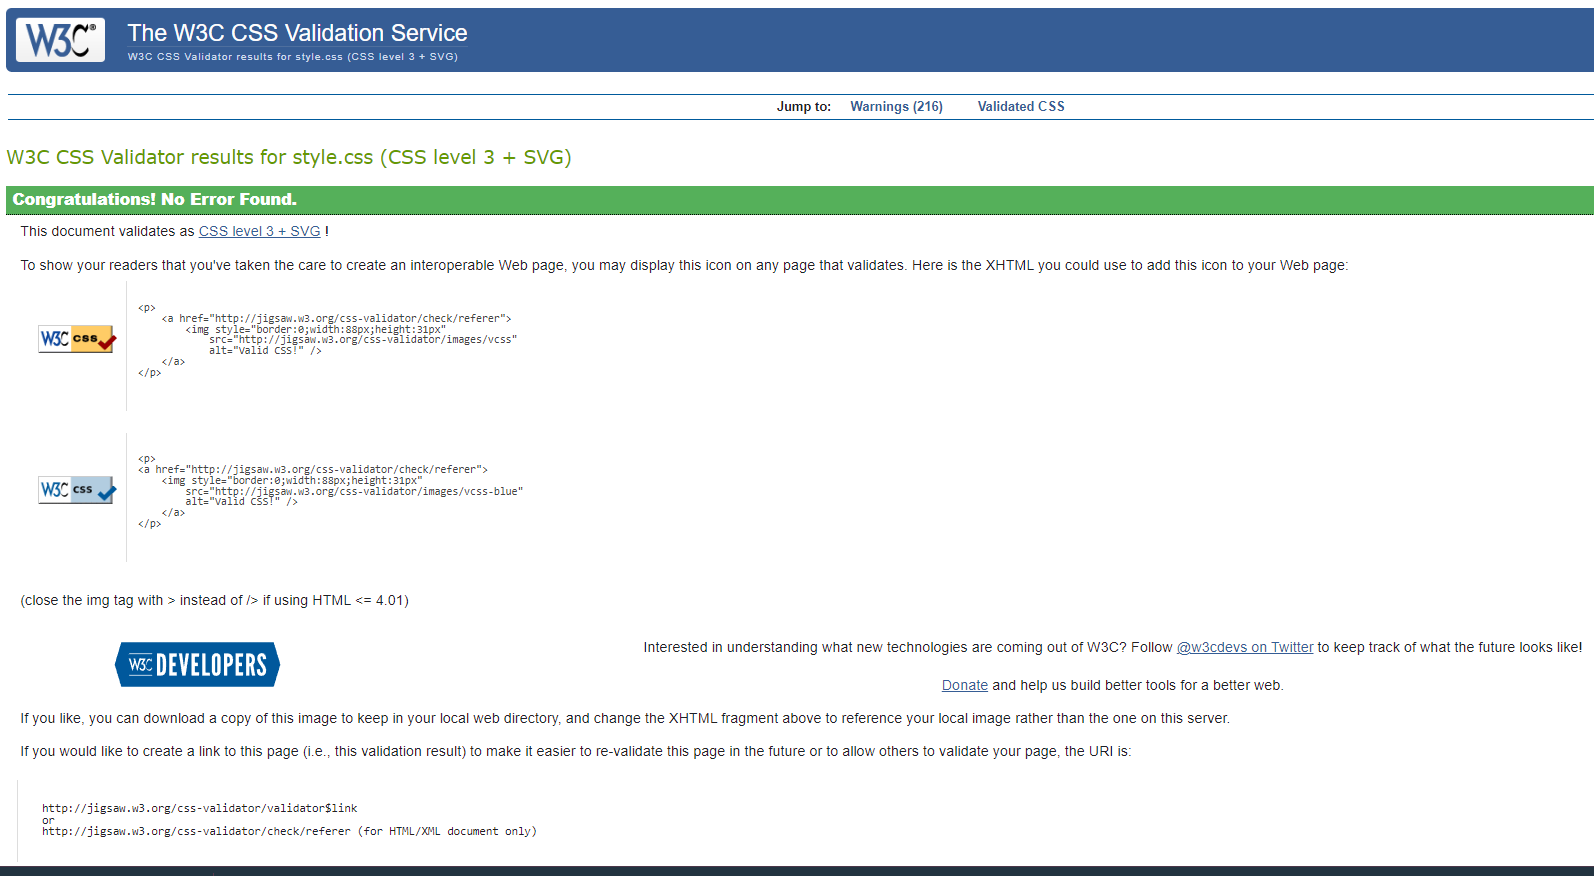 W3C®
The W3C CSS Validation Service
W3C CSS Validator results for style.css (CSS level 3 + SVG)
Jump to: Warnings (216) Validated CSS
W3C CSS Validator results for style.css (CSS level 3 + SVG)
Congratulations! No Error Found.
This document validates as CSS level 3 + SVG !
To show your readers that you've taken the care to create an interoperable Web page, you may display this icon on any page that validates. Here is the XHTML you could use to add this icon to your Web page:
W3C css
<p>
<a href="http://jigsaw.w3.org/css-validator/check/referer">
<img style="border:0;width:88px;height:31px"
src="http://jigsaw.w3.org/css-validator/images/vcss"
alt="Valid CSS!" />
</a>
</p>
W3C css
<p>
<a href="http://jigsaw.w3.org/css-validator/check/referer">
<img style="border:0;width:88px;height:31px"
src="http://jigsaw.w3.org/css-validator/images/vcss-blue"
alt="Valid CSS!" />
</a>
</p>
(close the img tag with > instead of /> if using HTML <= 4.01)
W3C DEVELOPERS
Interested in understanding what new technologies are coming out of W3C? Follow @w3cdevs on Twitter to keep track of what the future looks like!
Donate and help us build better tools for a better web.
If you like, you can download a copy of this image to keep in your local web directory, and change the XHTML fragment above to reference your local image rather than the one on this server.
If you would like to create a link to this page (i.e., this validation result) to make it easier to re-validate this page in the future or to allow others to validate your page, the URI is:
http://jigsaw.w3.org/css-validator/validator$link
or
http://jigsaw.w3.org/css-validator/check/referer (for HTML/XML document only)